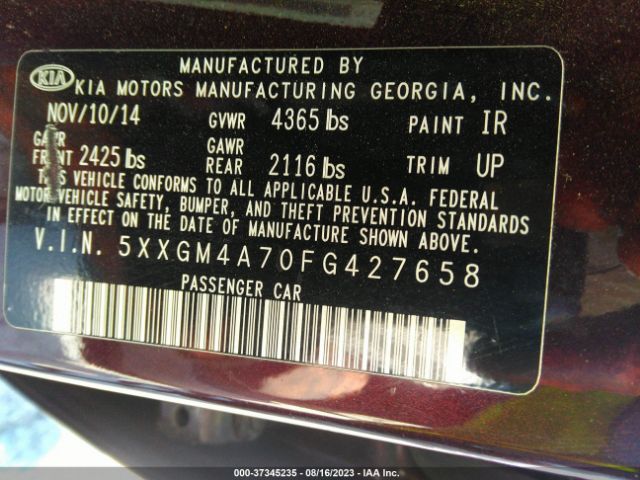 KIA
MANUFACTURED BY
KIA MOTORS MANUFACTURING GEORGIA, INC.
NOV/10/14 GVWR 4365 lbs PAINT IR
GAWR FRONT 2425 lbs GAWR REAR 2116 lbs TRIM UP
THIS VEHICLE CONFORMS TO ALL APPLICABLE U.S.A. FEDERAL
MOTOR VEHICLE SAFETY, BUMPER, AND THEFT PREVENTION STANDARDS
IN EFFECT ON THE DATE OF MANUFACTURE SHOWN ABOVE.
V.I.N. 5XXGM4A70FG427658
PASSENGER CAR
000-37345235 - 08/16/2023 - IAA Inc.